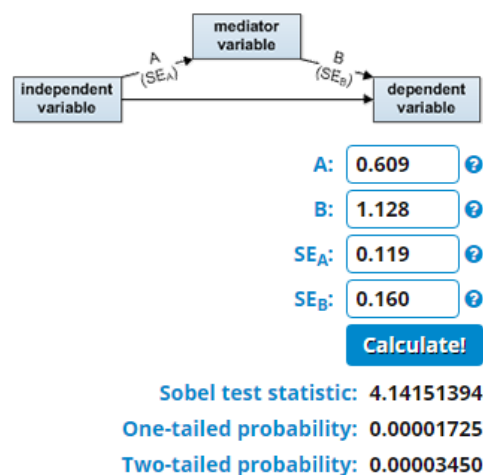 mediator
variable
A
(SEA)
B
(SEB)
independent
variable
dependent
variable
A: 0.609 ?
B: 1.128 ?
SEA: 0.119 ?
SEB: 0.160 ?
Calculate!
Sobel test statistic: 4.14151394
One-tailed probability: 0.00001725
Two-tailed probability: 0.00003450